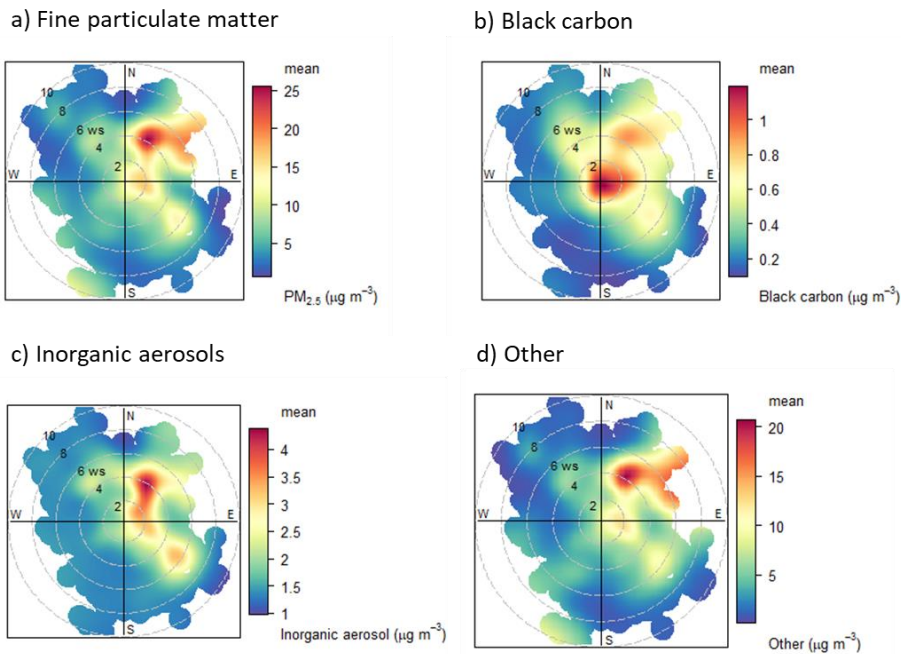 a) Fine particulate matter
b) Black carbon
mean
N
10
8
6 ws
4
2
W
E
S
25
20
15
10
5
PM2.5 (μg m−3)
mean
N
10
8
6 ws
4
2
W
E
S
1
0.8
0.6
0.4
0.2
Black carbon (μg m−3)
c) Inorganic aerosols
d) Other
mean
N
10
8
6 ws
4
2
W
E
S
4
3.5
3
2.5
2
1.5
1
Inorganic aerosol (μg m−3)
mean
N
10
8
6 ws
4
2
W
E
S
20
15
10
5
Other (μg m−3)